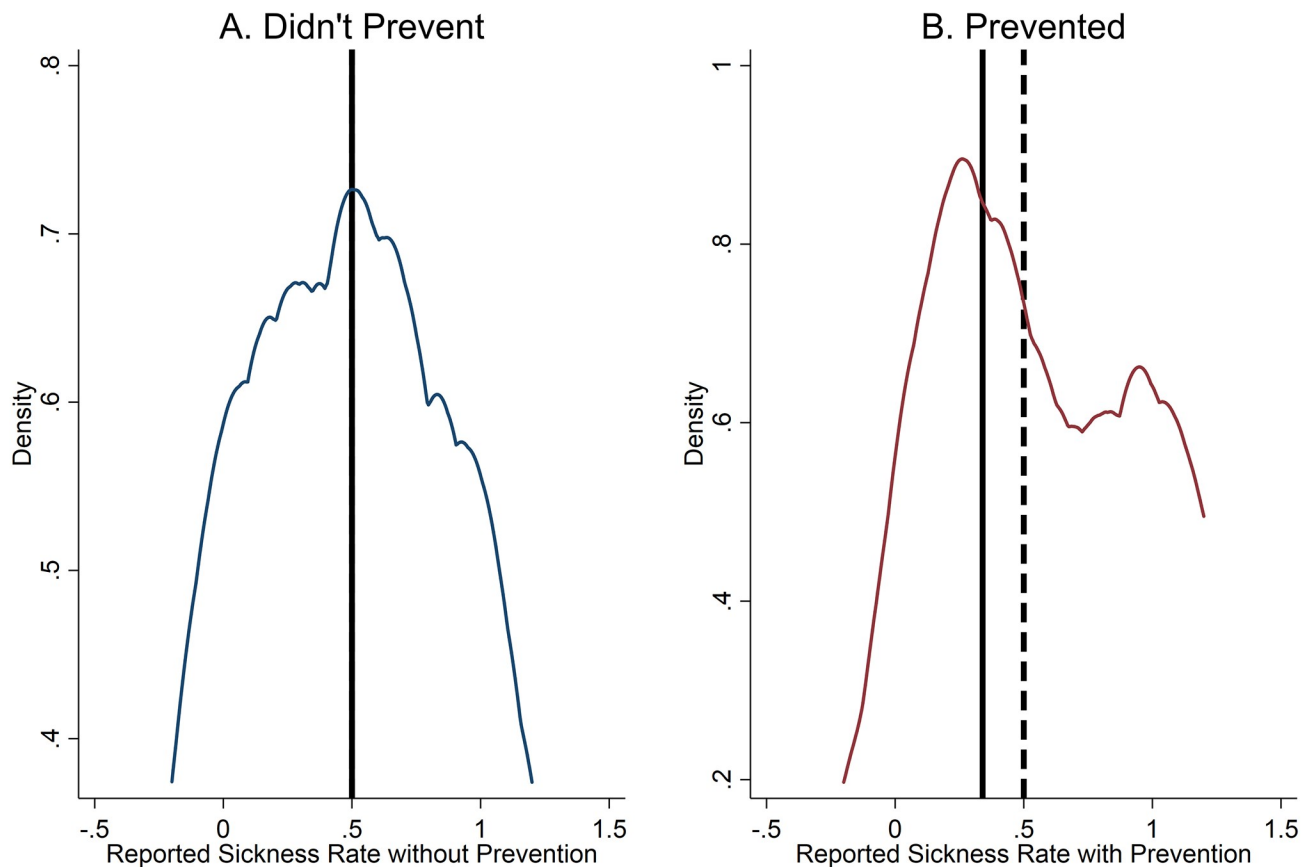 A. Didn't Prevent
Density
.8
.7
.6
.5
.4
-.5 0 .5 1 1.5
Reported Sickness Rate without Prevention
B. Prevented
Density
1
.8
.6
.4
.2
-.5 0 .5 1 1.5
Reported Sickness Rate with Prevention